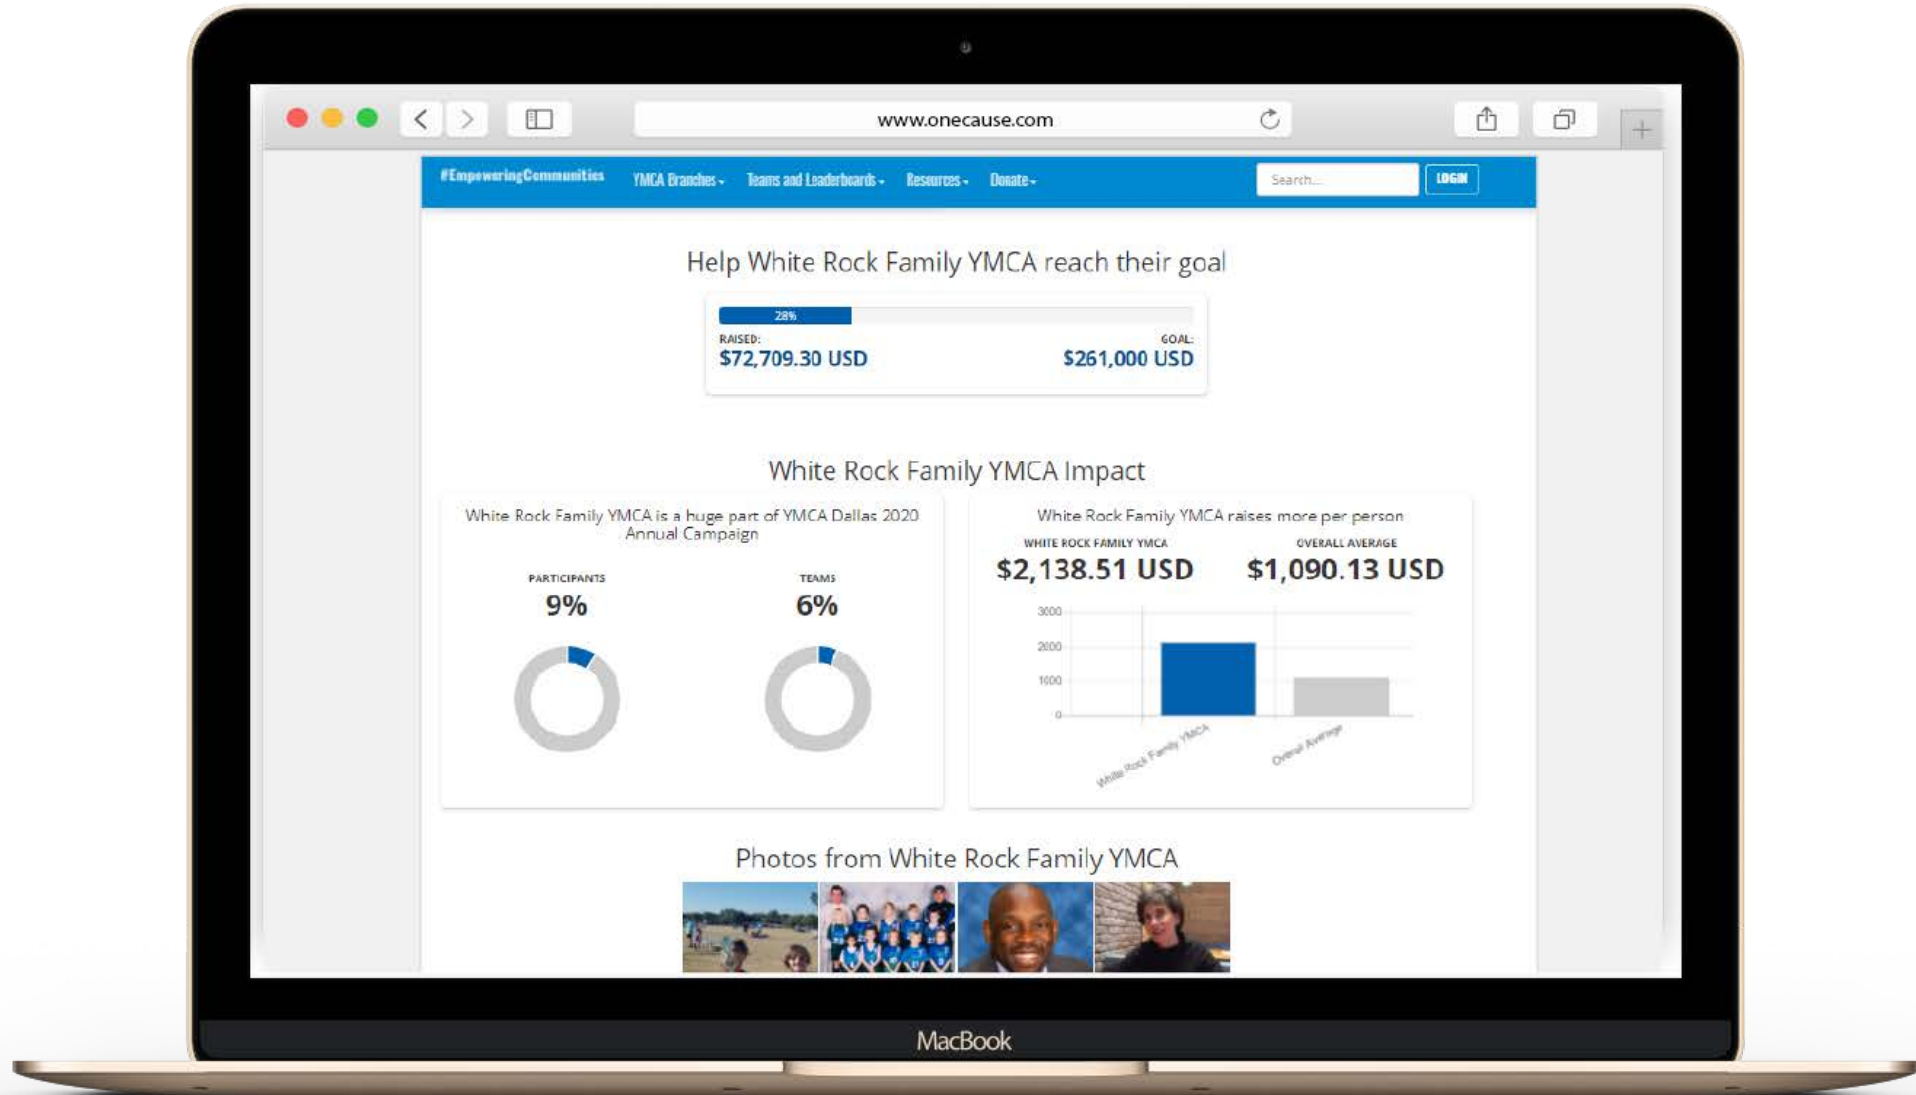 www.onecause.com
#EmpoweringCommunities YMCA Branches Teams and Leaderboards Resources Donate Search... LOGIN
Help White Rock Family YMCA reach their goal
28%
RAISED: GOAL:
$72,709.30 USD $261,000 USD
White Rock Family YMCA Impact
White Rock Family YMCA is a huge part of YMCA Dallas 2020
Annual Campaign
PARTICIPANTS TEAMS
9% 6%
White Rock Family YMCA raises more per person
WHITE ROCK FAMILY YMCA OVERALL AVERAGE
$2,138.51 USD $1,090.13 USD
3000
2000
1000
0
White Rock Family YMCA
Overall Average
Photos from White Rock Family YMCA
MacBook